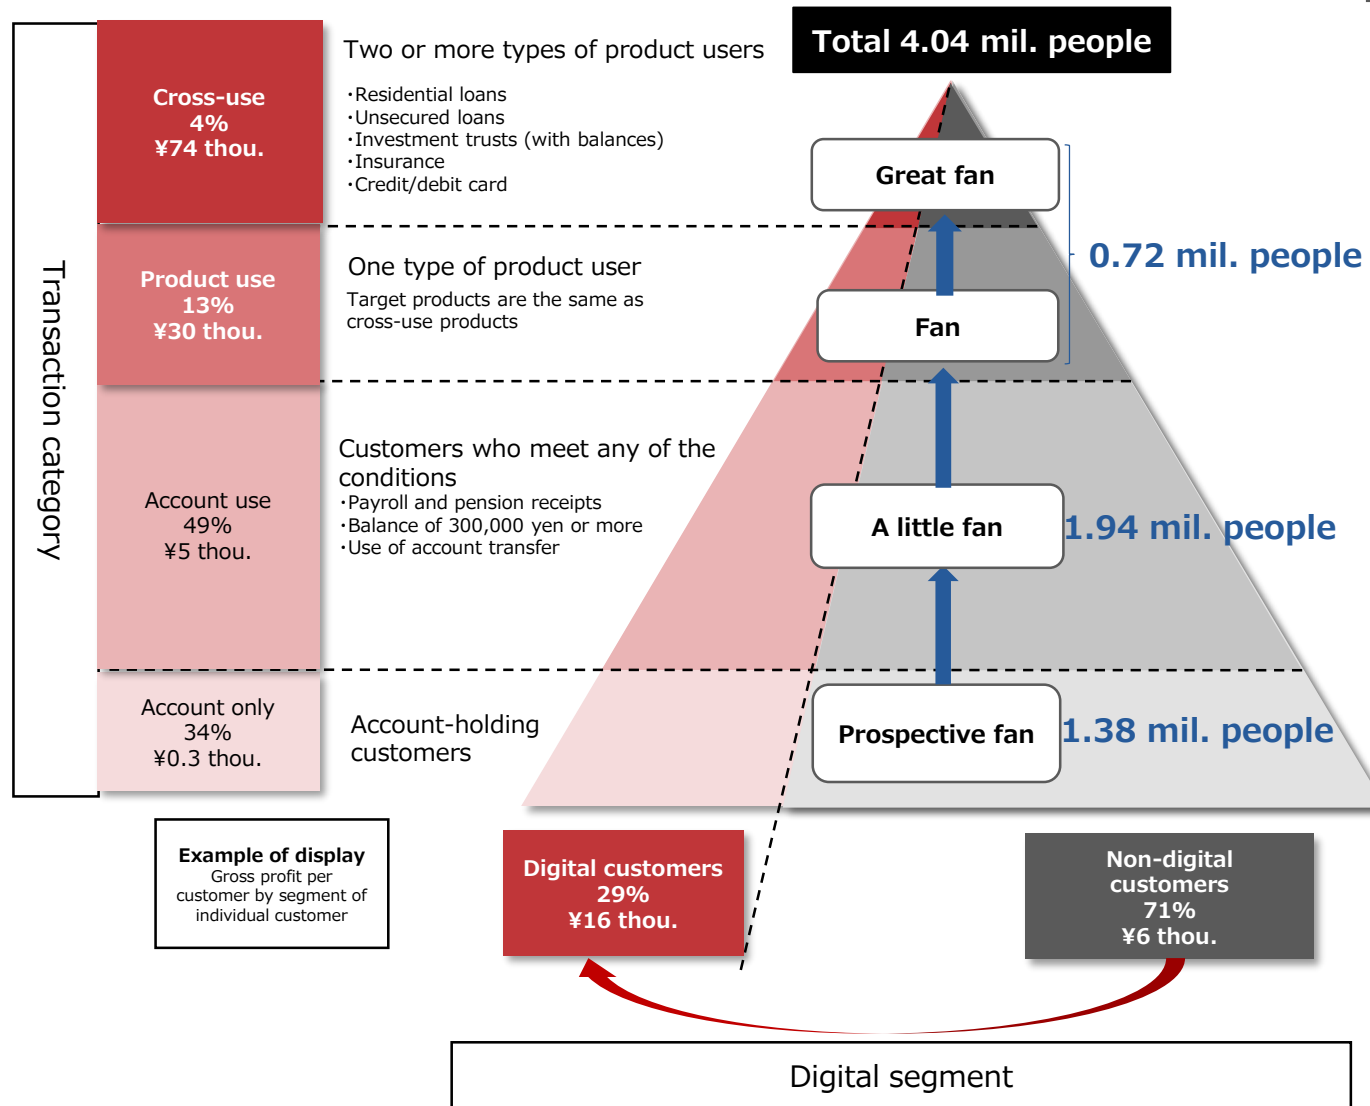 Transaction category
Cross-use
4%
¥74 thou.
Two or more types of product users
・Residential loans
・Unsecured loans
・Investment trusts (with balances)
・Insurance
・Credit/debit card
Product use
13%
¥30 thou.
One type of product user
Target products are the same as
cross-use products
Account use
49%
¥5 thou.
Customers who meet any of the
conditions
・Payroll and pension receipts
・Balance of 300,000 yen or more
・Use of account transfer
Account only
34%
¥0.3 thou.
Account-holding
customers
Total 4.04 mil. people
Great fan
0.72 mil. people
Fan
A little fan
1.94 mil. people
Prospective fan
1.38 mil. people
Example of display
Gross profit per
customer by segment of
individual customer
Digital customers
29%
¥16 thou.
Non-digital
customers
71%
¥6 thou.
Digital segment